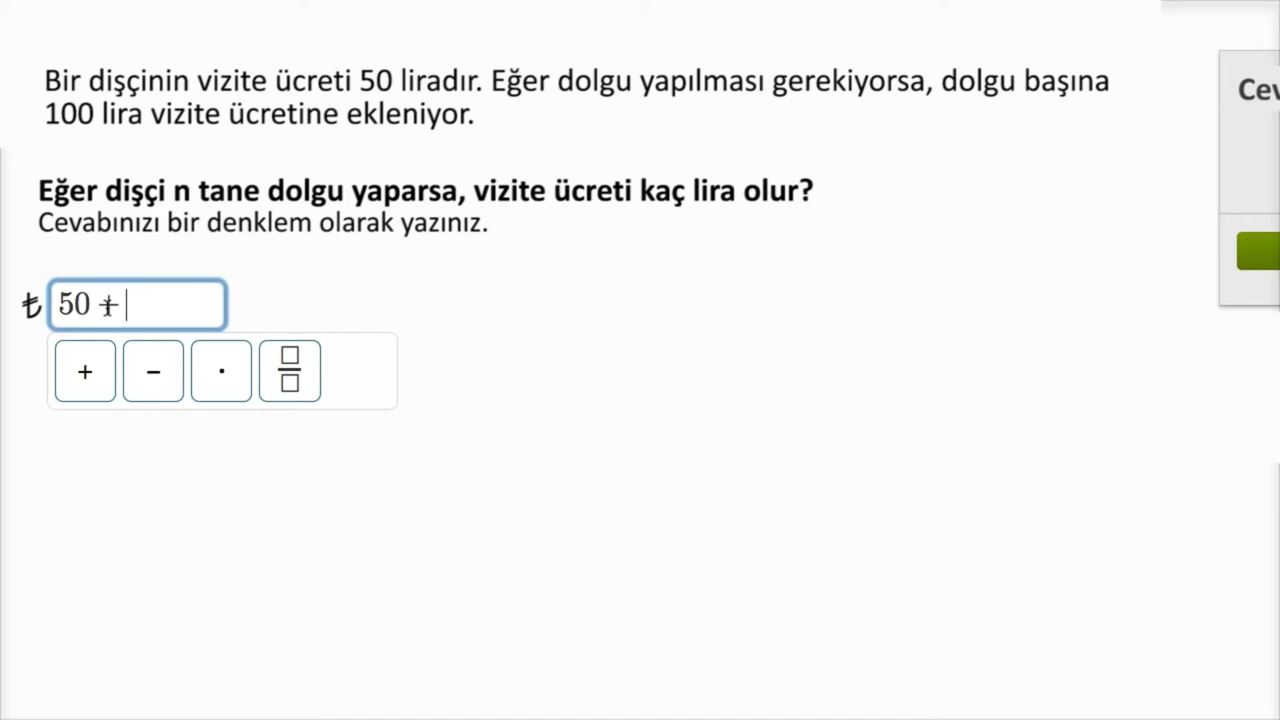 Bir dişçinin vizite ücreti 50 liradır. Eğer dolgu yapılması gerekiyorsa, dolgu başına
100 lira vizite ücretine ekleniyor.
Eğer dişçi n tane dolgu yaparsa, vizite ücreti kaç lira olur?
Cevabınızı bir denklem olarak yazınız.
₺ 50 +
+ − · □/□